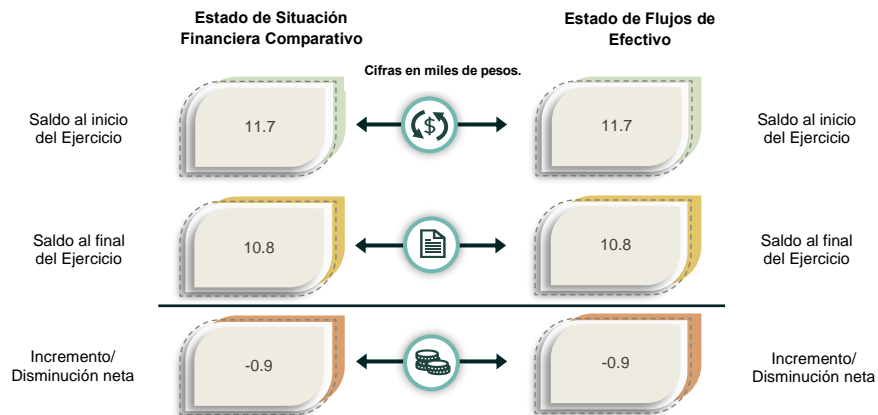 Estado de Situación
Financiera Comparativo
Estado de Flujos de
Efectivo
Cifras en miles de pesos.
Saldo al inicio
del Ejercicio
11.7
$
11.7
Saldo al inicio
del Ejercicio
Saldo al final
del Ejercicio
10.8
10.8
Saldo al final
del Ejercicio
Incremento/
Disminución neta
-0.9
-0.9
Incremento/
Disminución neta